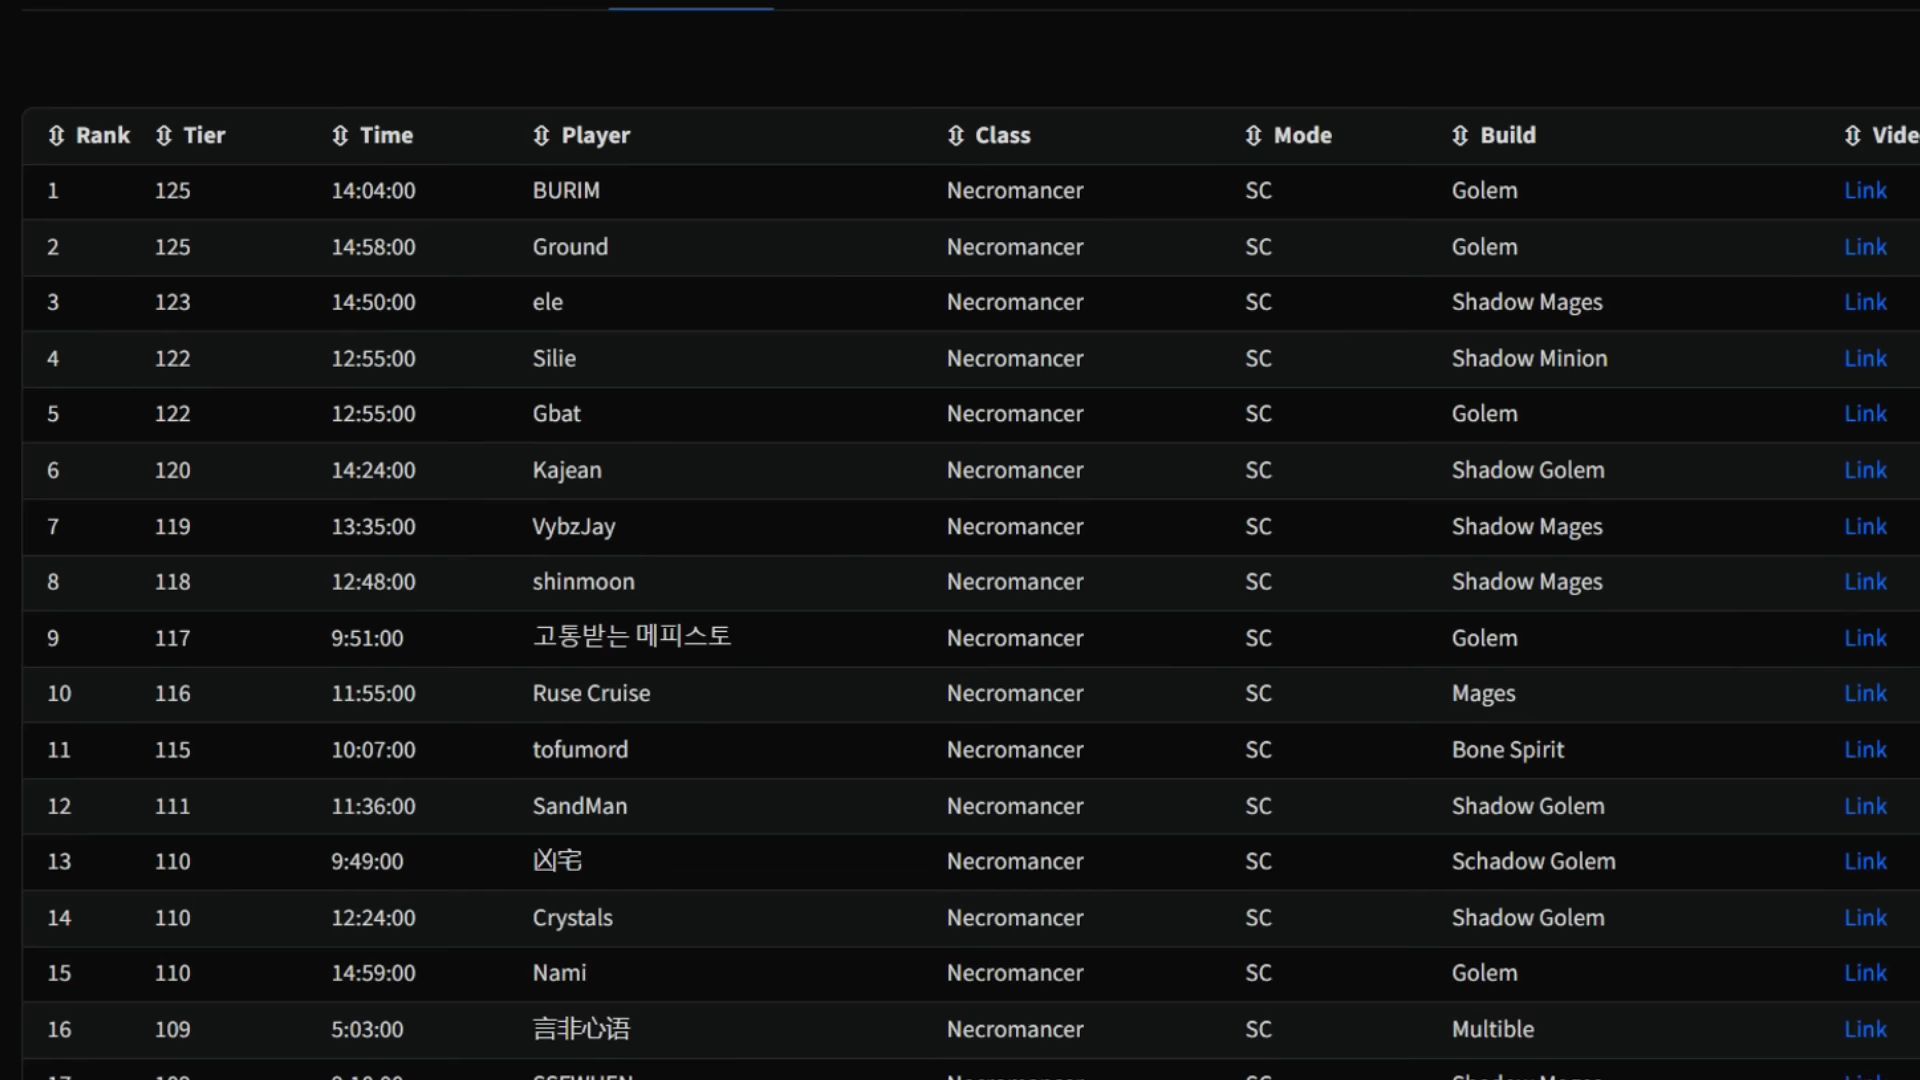 Rank Tier Time Player Class Mode Build Vide
1 125 14:04:00 BURIM Necromancer SC Golem Link
2 125 14:58:00 Ground Necromancer SC Golem Link
3 123 14:50:00 ele Necromancer SC Shadow Mages Link
4 122 12:55:00 Silie Necromancer SC Shadow Minion Link
5 122 12:55:00 Gbat Necromancer SC Golem Link
6 120 14:24:00 Kajean Necromancer SC Shadow Golem Link
7 119 13:35:00 VybzJay Necromancer SC Shadow Mages Link
8 118 12:48:00 shinmoon Necromancer SC Shadow Mages Link
9 117 9:51:00 고통받는 메피스토 Necromancer SC Golem Link
10 116 11:55:00 Ruse Cruise Necromancer SC Mages Link
11 115 10:07:00 tofumord Necromancer SC Bone Spirit Link
12 111 11:36:00 SandMan Necromancer SC Shadow Golem Link
13 110 9:49:00 凶宅 Necromancer SC Schadow Golem Link
14 110 12:24:00 Crystals Necromancer SC Shadow Golem Link
15 110 14:59:00 Nami Necromancer SC Golem Link
16 109 5:03:00 言非心语 Necromancer SC Multible Link